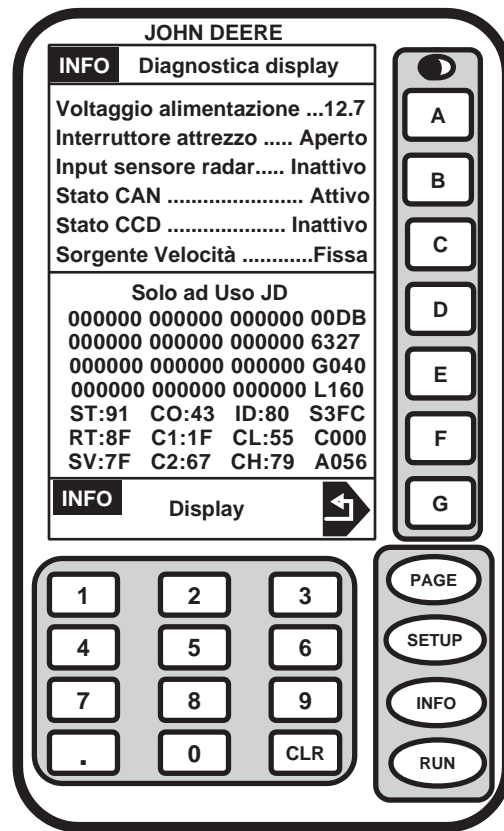 JOHN DEERE
INFO Diagnostica display
Voltaggio alimentazione ...12.7
Interruttore attrezzo ..... Aperto
Input sensore radar..... Inattivo
Stato CAN ....................... Attivo
Stato CCD .................... Inattivo
Sorgente Velocità ............Fissa
Solo ad Uso JD
000000 000000 000000 00DB
000000 000000 000000 6327
000000 000000 000000 G040
000000 000000 000000 L160
ST:91 CO:43 ID:80 S3FC
RT:8F C1:1F CL:55 C000
SV:7F C2:67 CH:79 A056
INFO Display
A
B
C
D
E
F
G
1 2 3
4 5 6
7 8 9
. 0 CLR
PAGE
SETUP
INFO
RUN